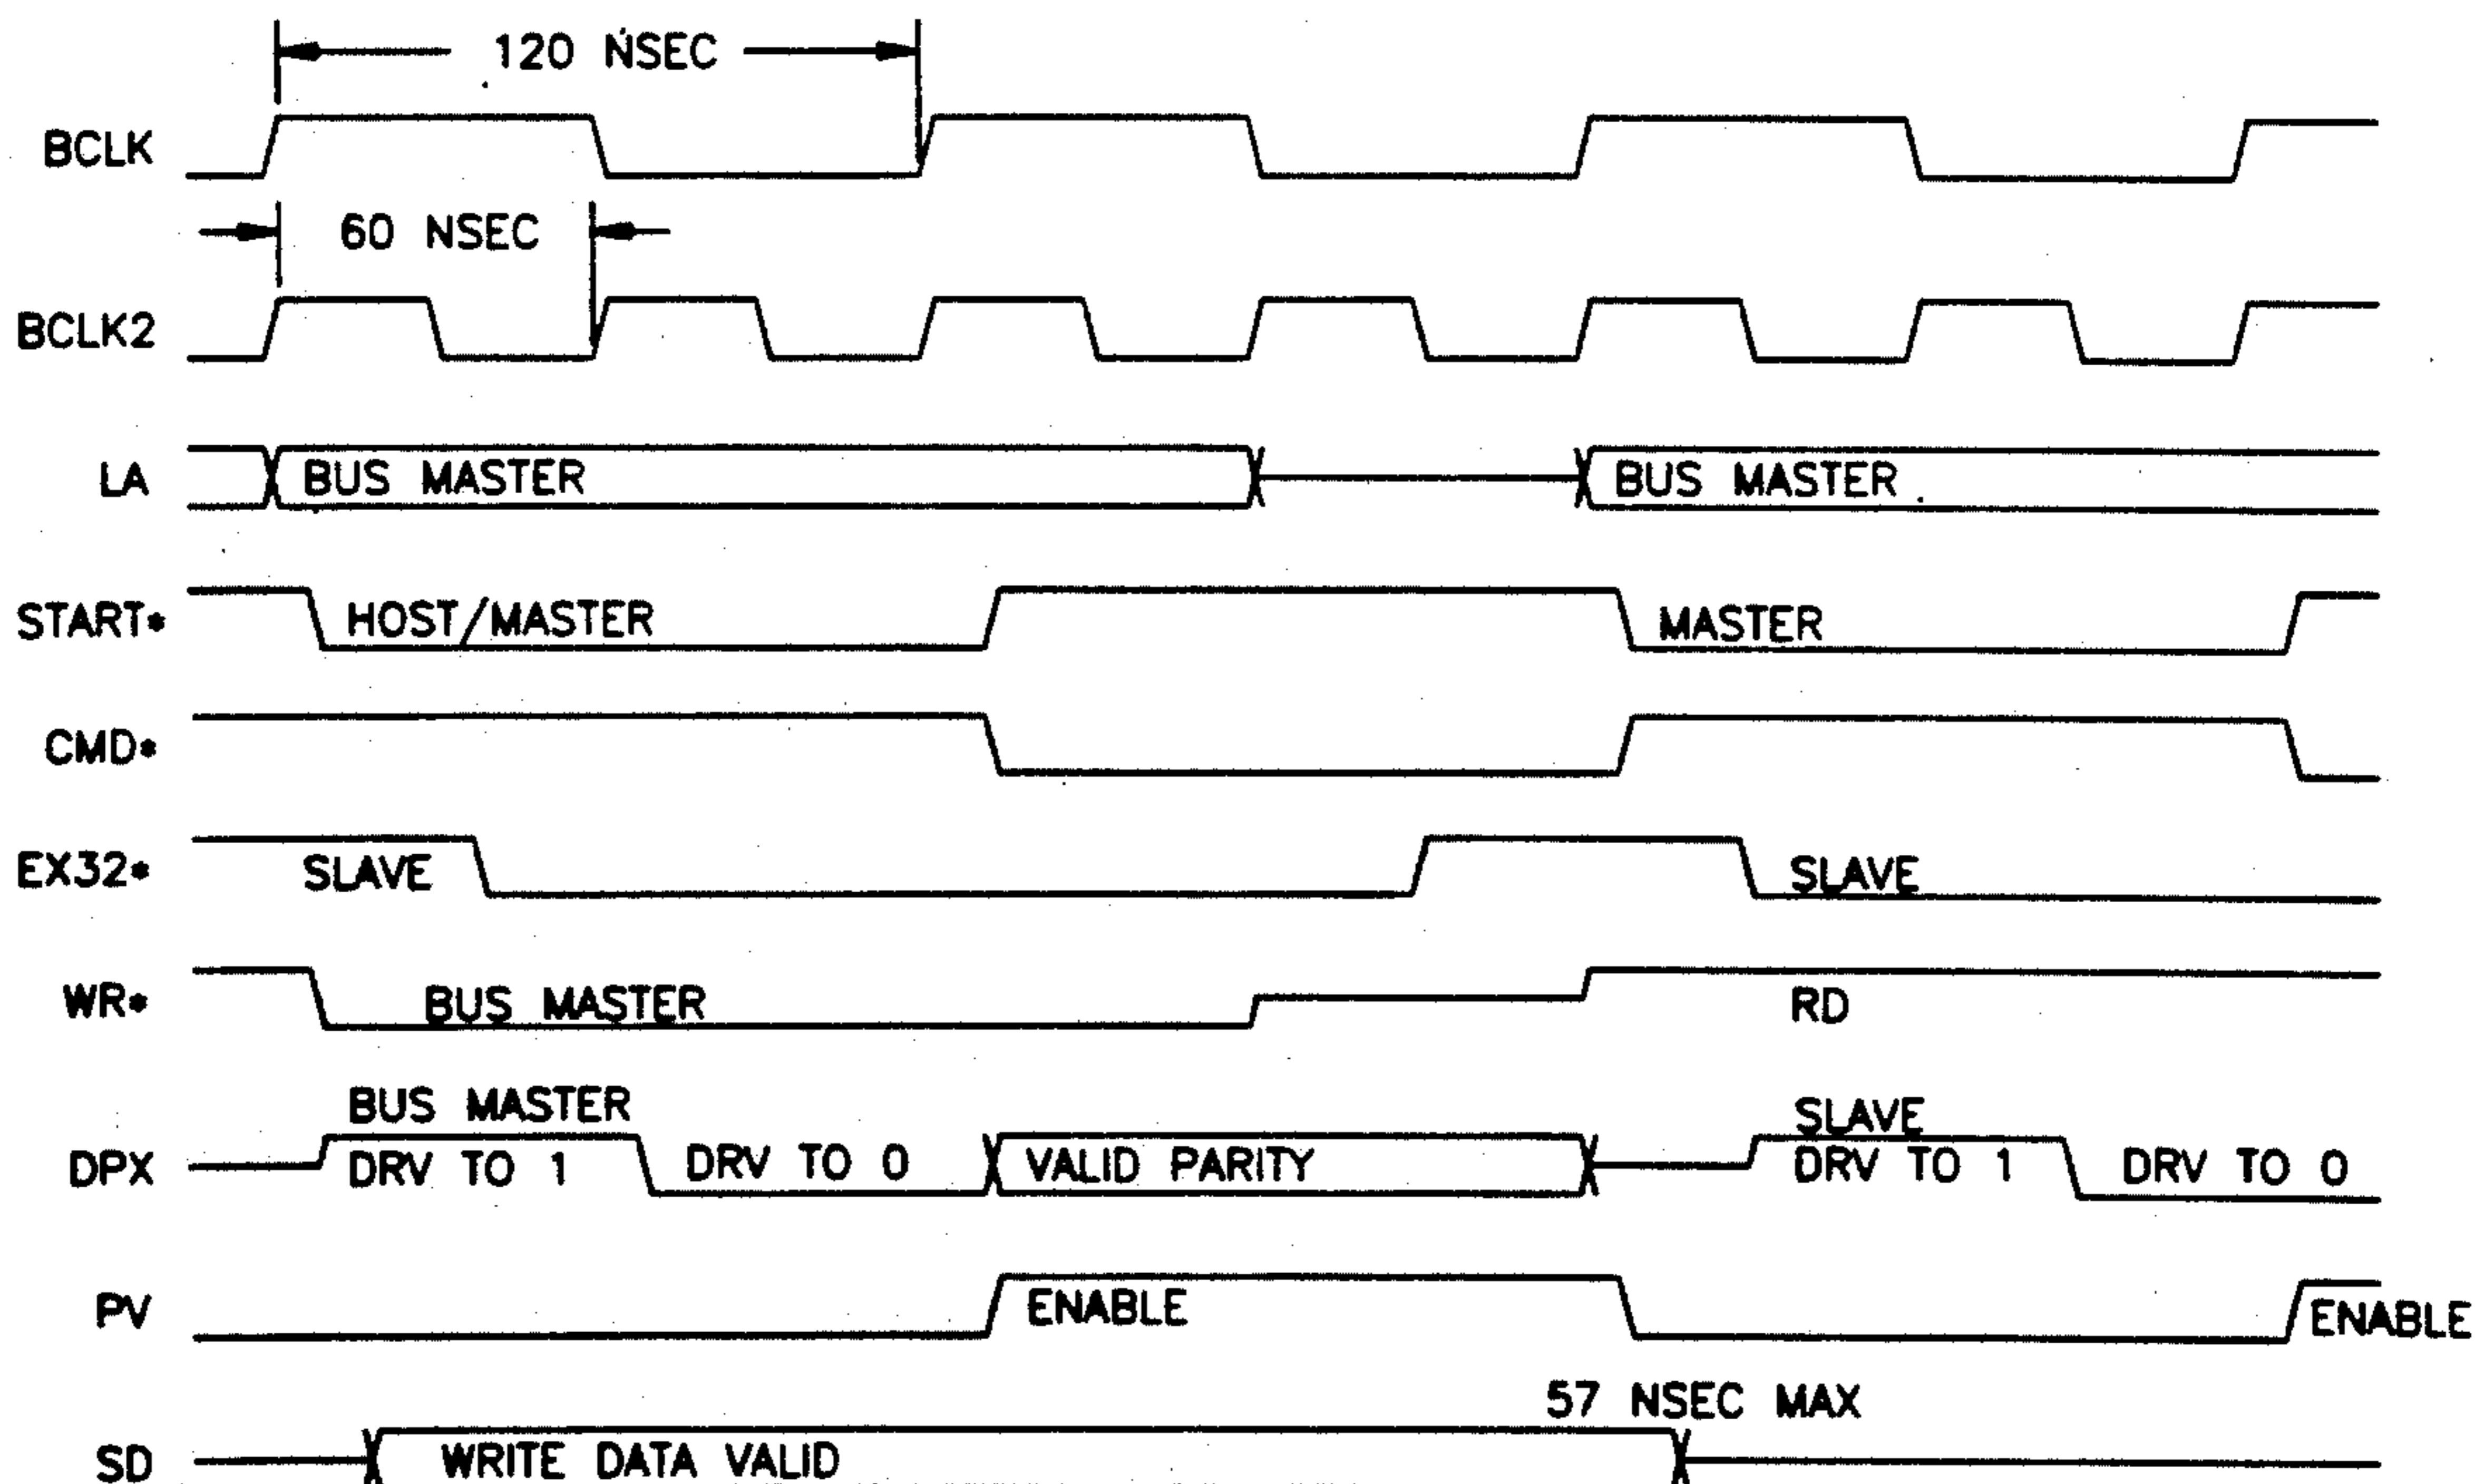 120 NSEC
BCLK
60 NSEC
BCLK2
LA BUS MASTER BUS MASTER
START* HOST/MASTER MASTER
CMD*
EX32* SLAVE SLAVE
WR* BUS MASTER RD
BUS MASTER SLAVE
DPX DRV TO 1 DRV TO 0 VALID PARITY DRV TO 1 DRV TO 0
PV ENABLE ENABLE
57 NSEC MAX
SD WRITE DATA VALID